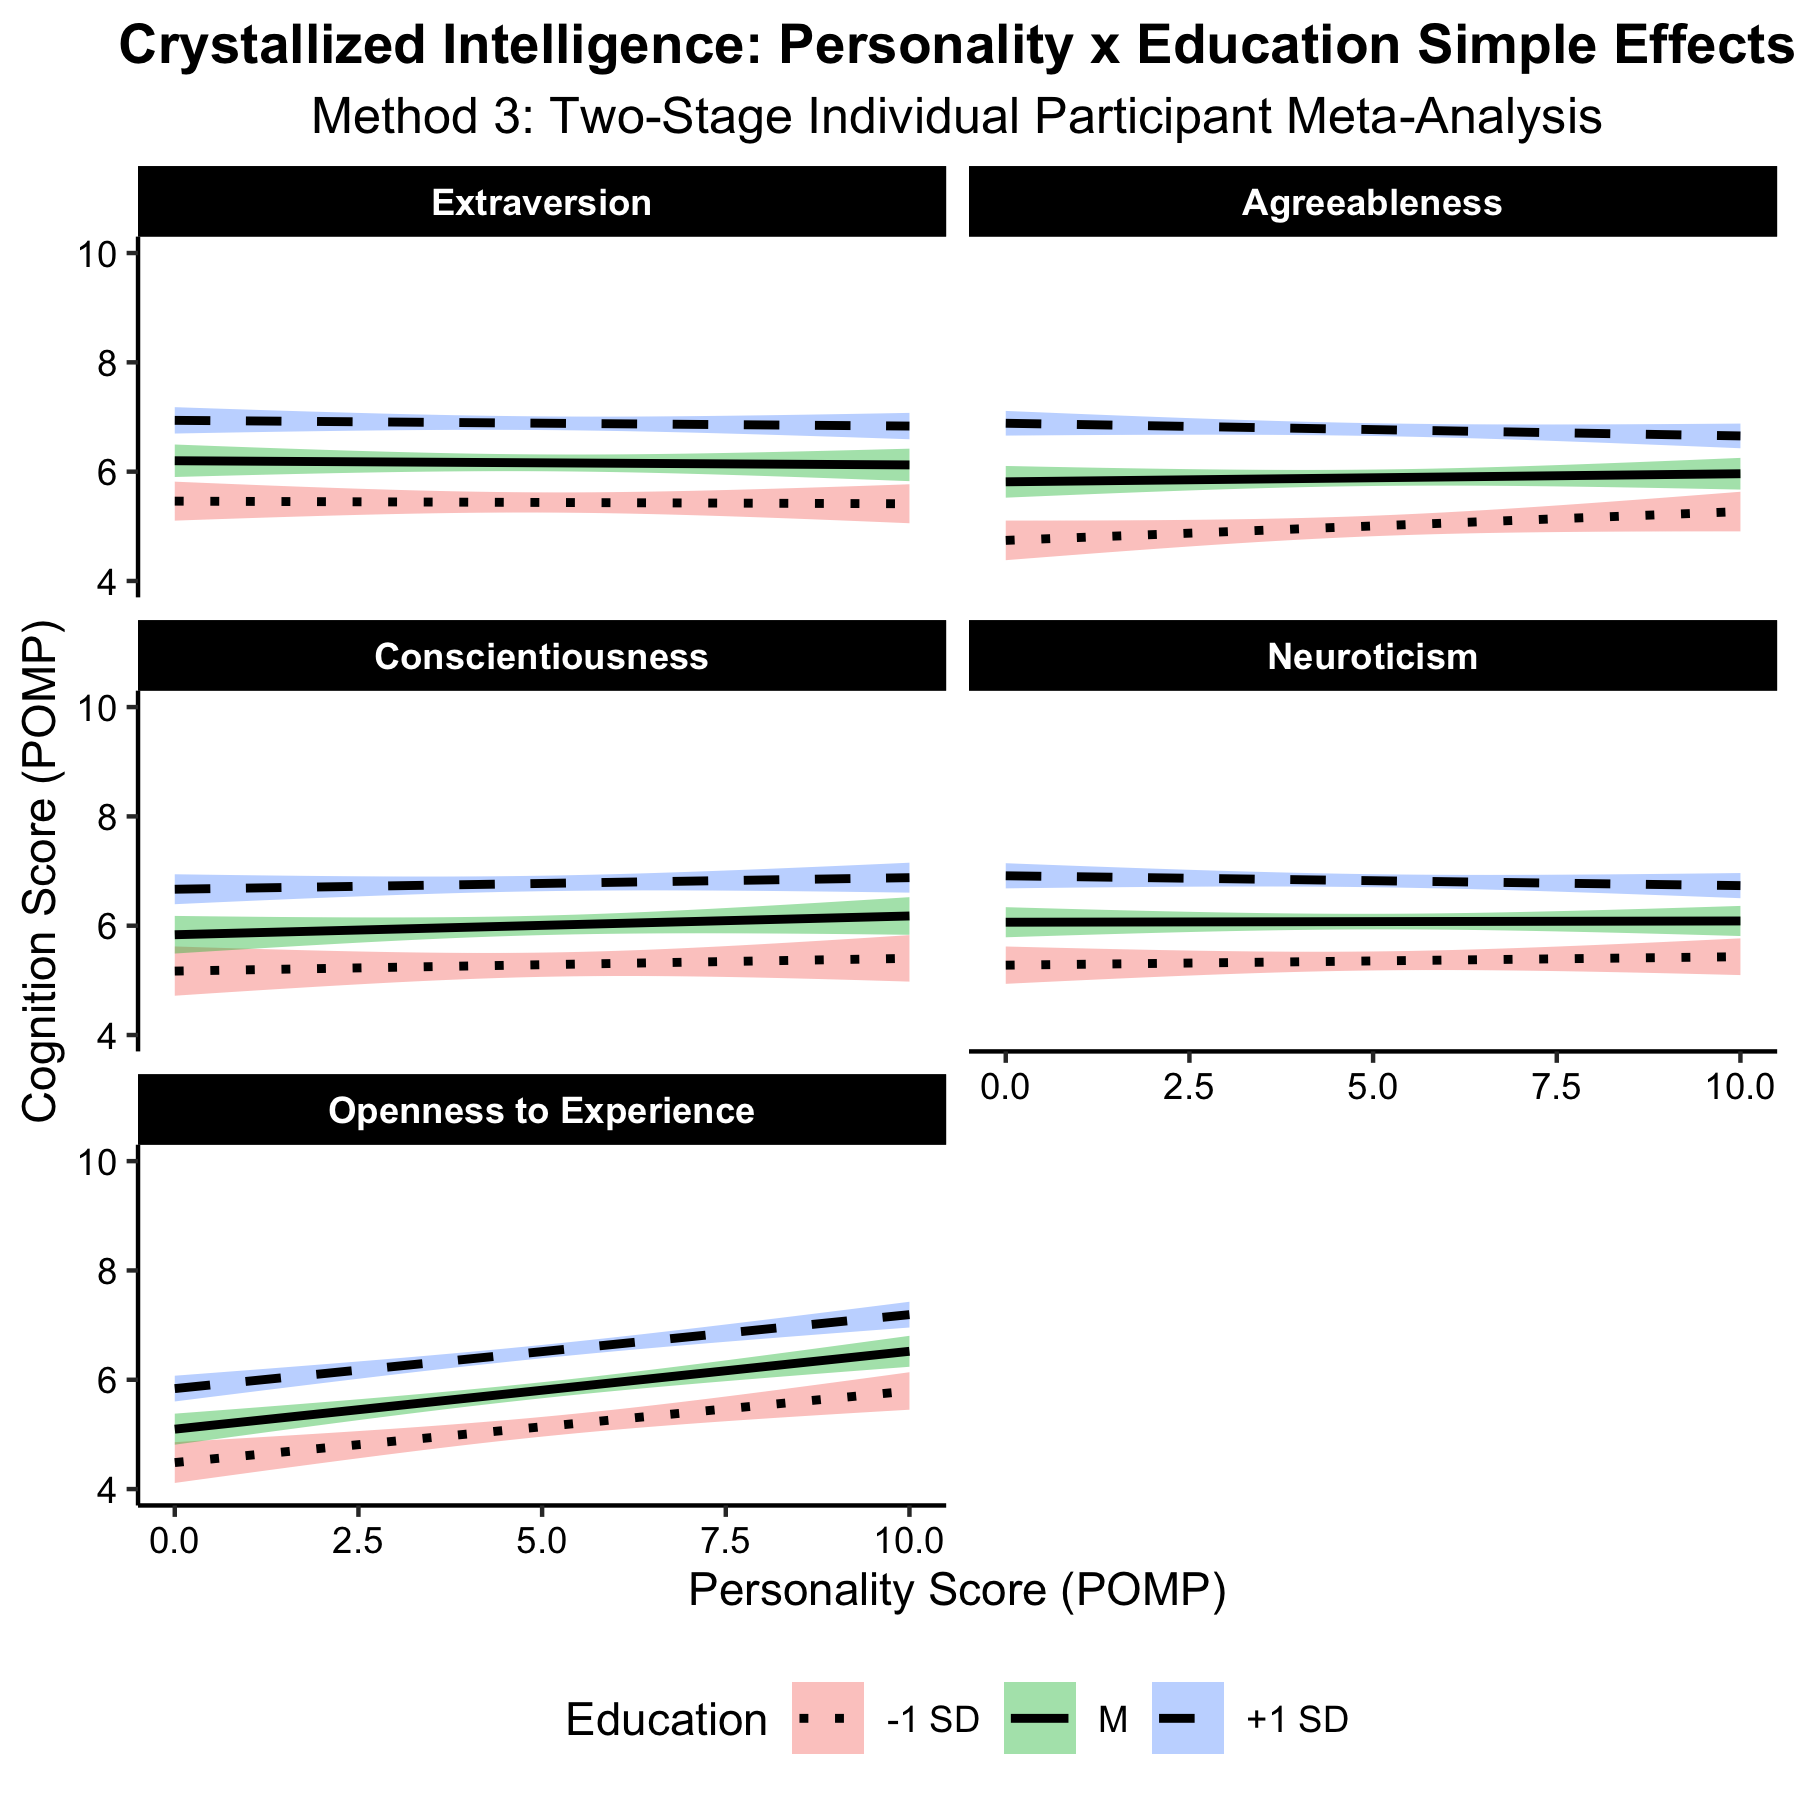 Crystallized Intelligence: Personality x Education Simple Effects
Method 3: Two-Stage Individual Participant Meta-Analysis
Extraversion
Agreeableness
10
8
6
4
Conscientiousness
Neuroticism
Cognition Score (POMP)
10
8
6
4
0.0 2.5 5.0 7.5 10.0
Openness to Experience
10
8
6
4
0.0 2.5 5.0 7.5 10.0
Personality Score (POMP)
Education -1 SD M +1 SD